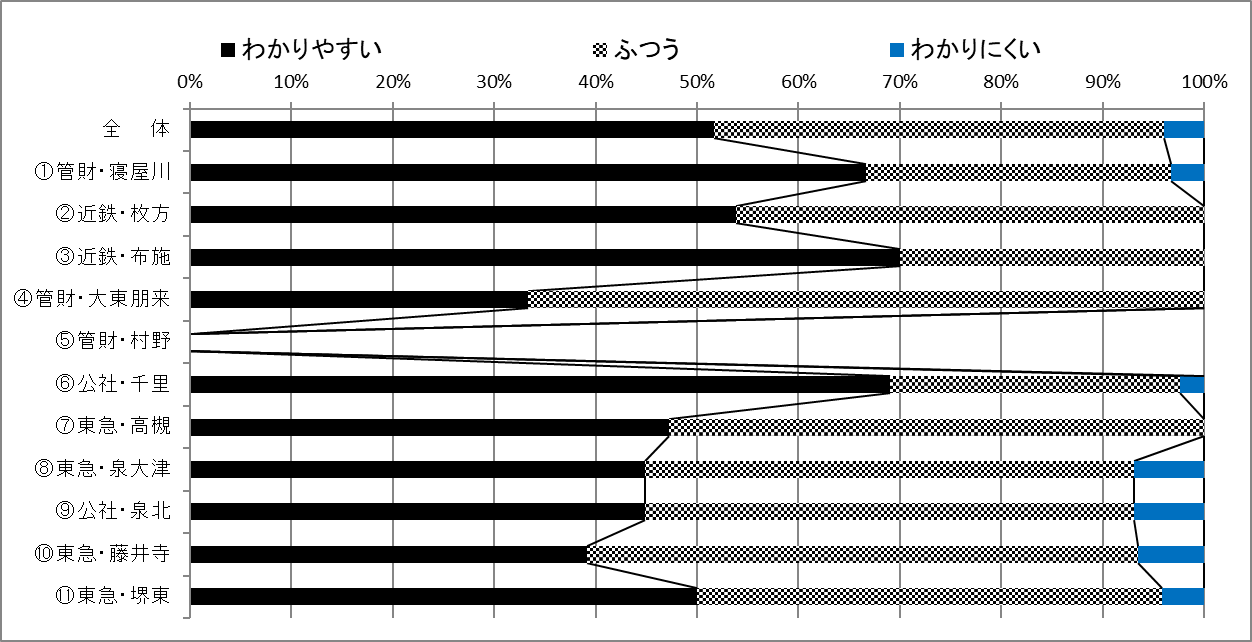 わかりやすい ふつう わかりにくい
0% 10% 20% 30% 40% 50% 60% 70% 80% 90% 100%
全 体
①管財・寝屋川
②近鉄・枚方
③近鉄・布施
④管財・大東朋来
⑤管財・村野
⑥公社・千里
⑦東急・高槻
⑧東急・泉大津
⑨公社・泉北
⑩東急・藤井寺
⑪東急・堺東